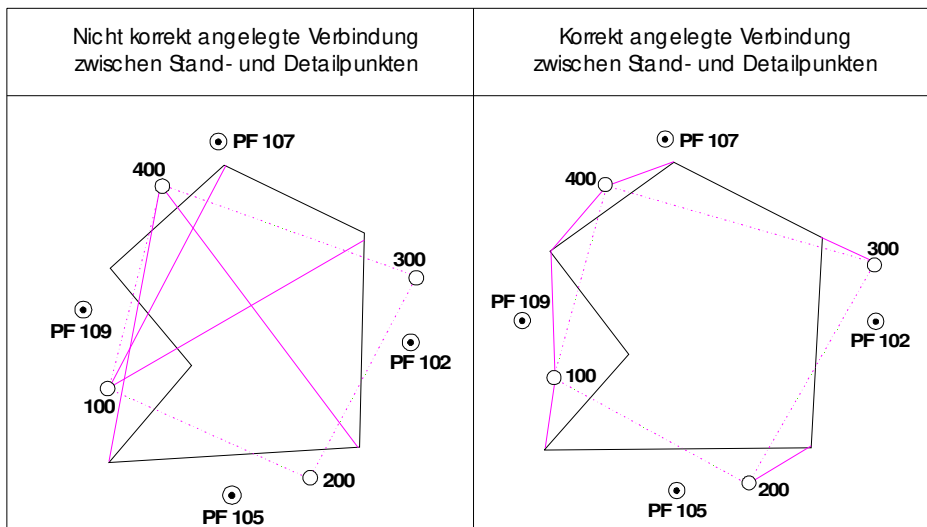 Nicht korrekt angelegte Verbindung
zwischen Stand- und Detailpunkten
Korrekt angelegte Verbindung
zwischen Stand- und Detailpunkten
PF 107
400
300
PF 109
PF 102
100
200
PF 105
PF 107
400
300
PF 109
PF 102
100
200
PF 105